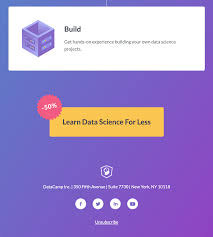 Build
Get hands-on experience building your own data science
projects.
-50%
Learn Data Science For Less
DataCamp Inc. | 350 Fifth Avenue | Suite 7730 | New York, NY 10118
Unsubscribe